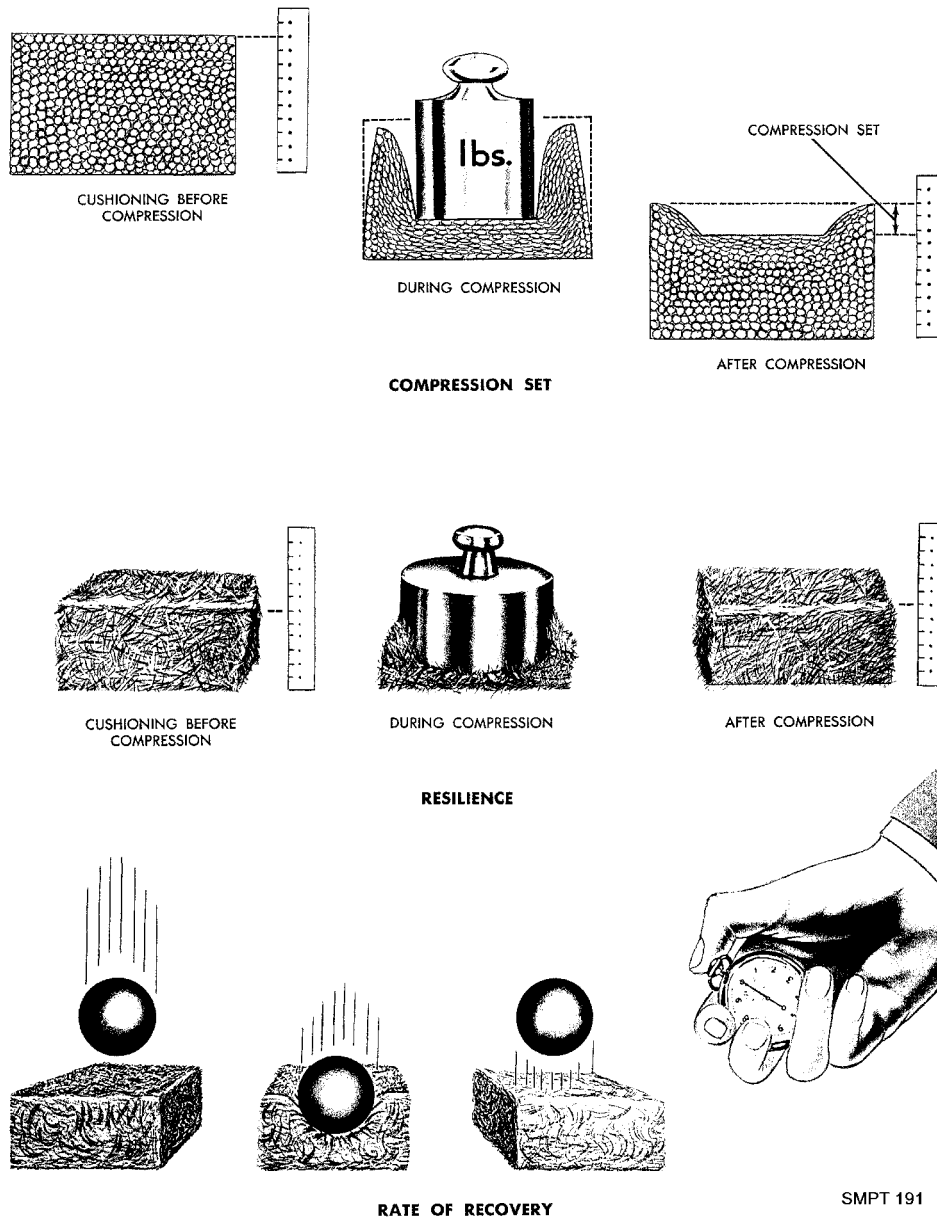 CUSHIONING BEFORE
COMPRESSION
lbs.
DURING COMPRESSION
COMPRESSION SET
AFTER COMPRESSION
COMPRESSION SET
CUSHIONING BEFORE
COMPRESSION
DURING COMPRESSION
AFTER COMPRESSION
RESILIENCE
RATE OF RECOVERY
SMPT 191